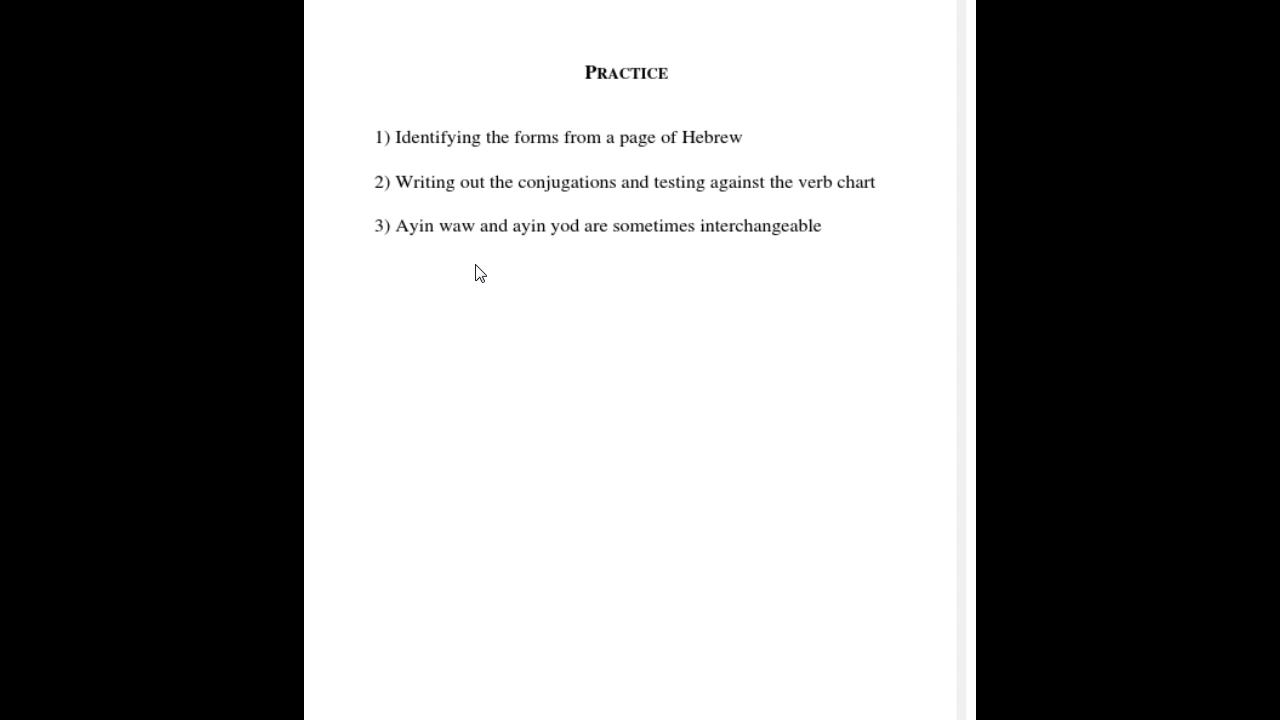 PRACTICE
1) Identifying the forms from a page of Hebrew
2) Writing out the conjugations and testing against the verb chart
3) Ayin waw and ayin yod are sometimes interchangeable